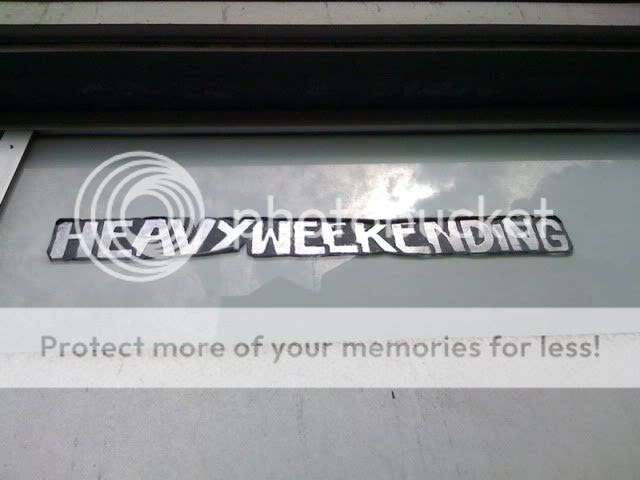 HEAVYWEEKENDING
photobucket
Protect more of your memories for less!